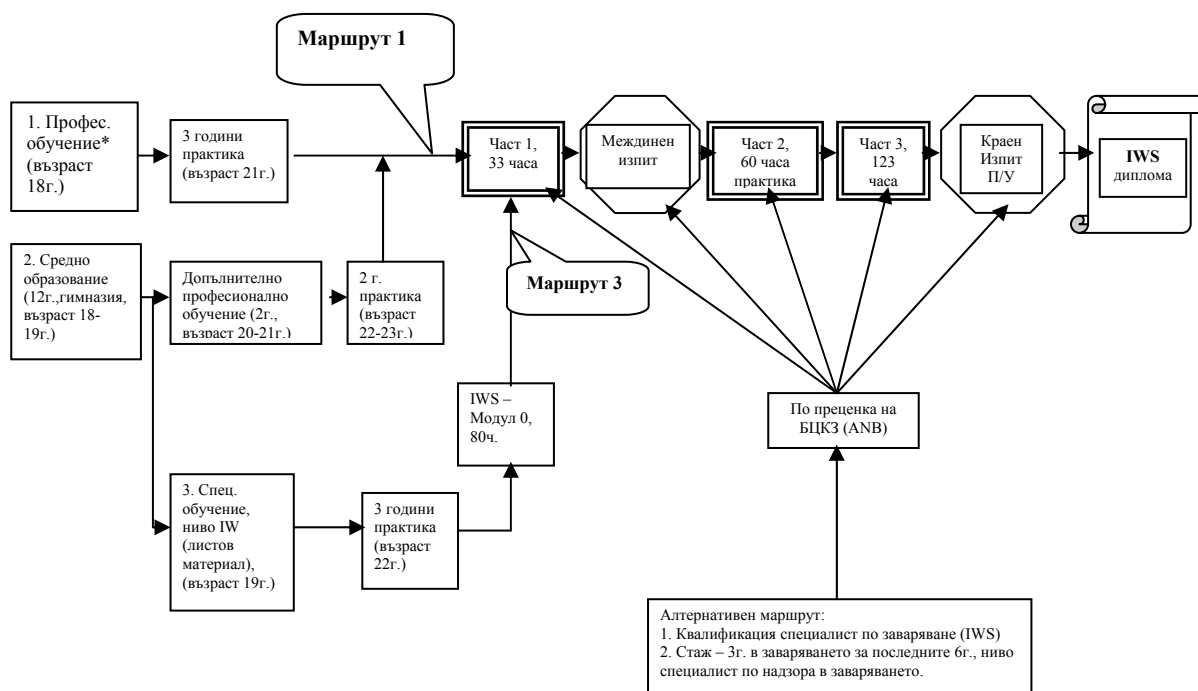 Маршрут 1
1. Профес.
обучение*
(възраст
18г.)
3 години
практика
(възраст 21г.)
Част 1,
33 часа
Междинен
изпит
Част 2,
60 часа
практика
Част 3,
123
часа
Краен
Изпит
П/У
IWS
диплома
2. Средно
образование
(12г.,гимназия,
възраст 18-
19г.)
Допълнително
професионално
обучение (2г.,
възраст 20-21г.)
2 г.
практика
(възраст
22-23г.)
Маршрут 3
IWS –
Модул 0,
80ч.
По преценка на
БЦКЗ (ANB)
3. Спец.
обучение,
ниво IW
(листов
материал),
(възраст 19г.)
3 години
практика
(възраст
22г.)
Алтернативен маршрут:
1. Квалификация специалист по заваряване (IWS)
2. Стаж – 3г. в заваряването за последните 6г., ниво
специалист по надзора в заваряването.